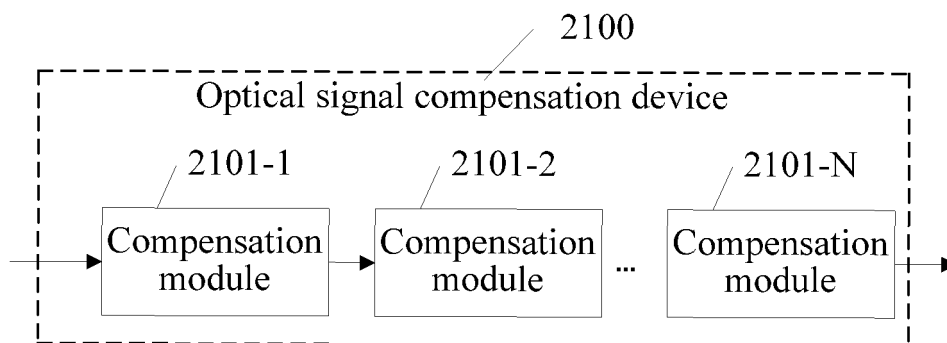 2100
Optical signal compensation device
2101-1
2101-2
2101-N
Compensation module
Compensation module
...
Compensation module